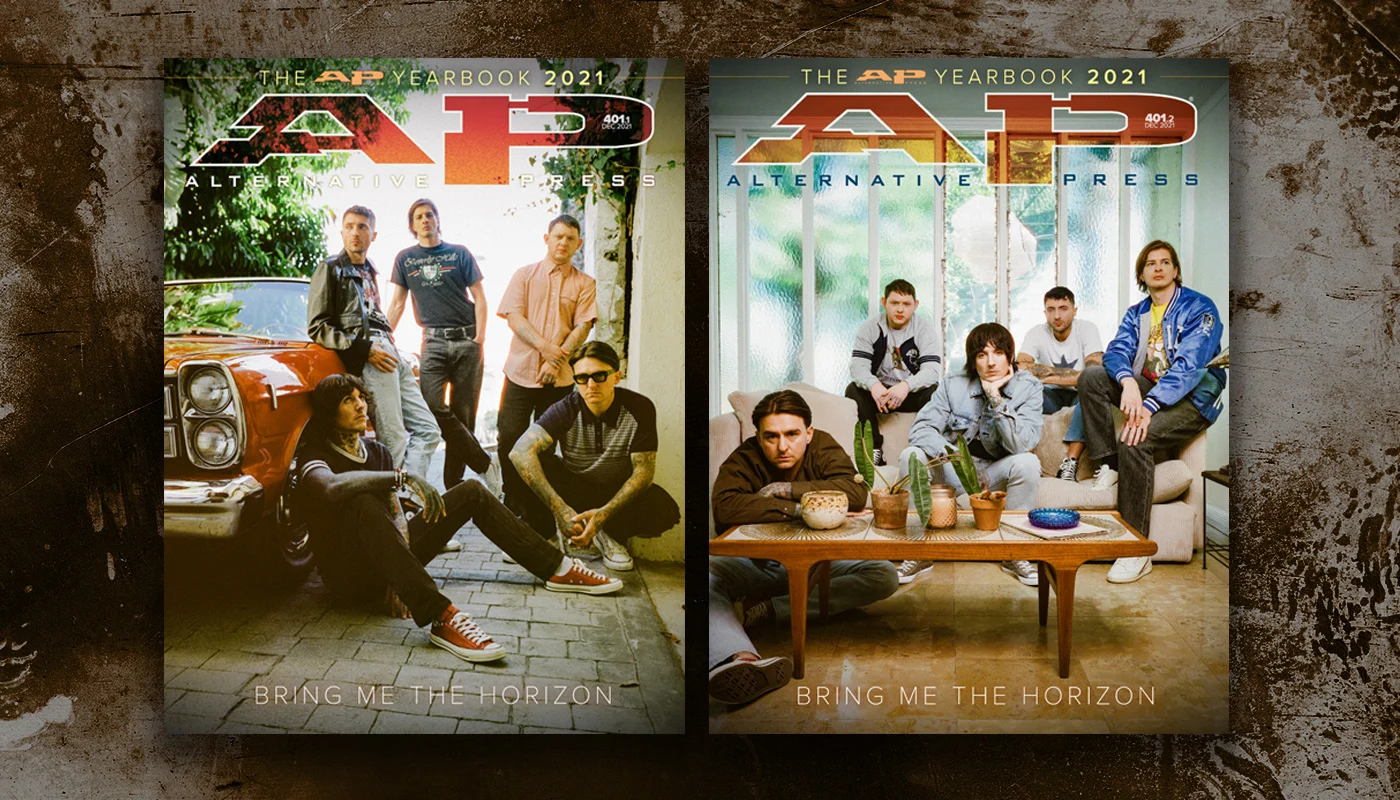 THE AP YEARBOOK 2021
AP
401.1
DEC 2021
ALTERNATIVE PRESS
BRING ME THE HORIZON
THE AP YEARBOOK 2021
AP
401.2
DEC 2021
ALTERNATIVE PRESS
BRING ME THE HORIZON